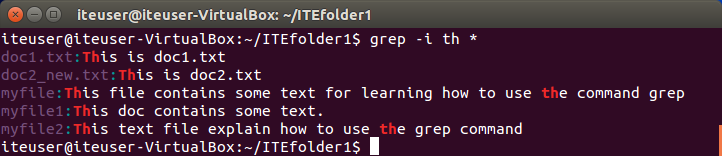 iteuser@iteuser-VirtualBox: ~/ITEfolder1
iteuser@iteuser-VirtualBox:~/ITEfolder1$ grep -i th *
doc1.txt:This is doc1.txt
doc2_new.txt:This is doc2.txt
myfile:This file contains some text for learning how to use the command grep
myfile1:This doc contains some text.
myfile2:This text file explain how to use the grep command
iteuser@iteuser-VirtualBox:~/ITEfolder1$